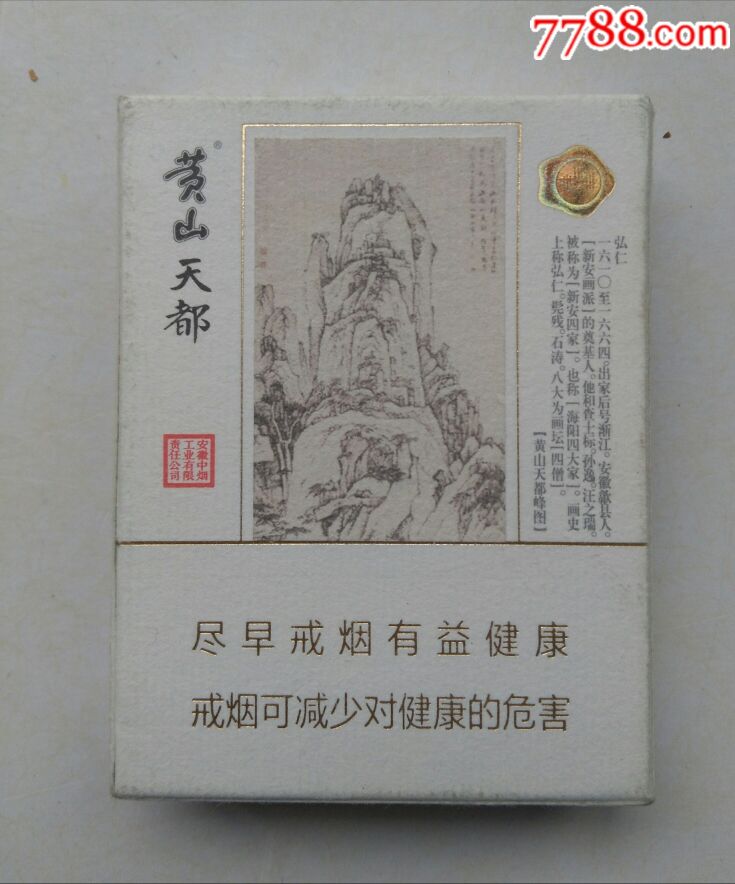 7788.com
黄山
天都
®
安徽中烟
工业有限
责任公司
弘仁
一六一〇至一六六四。出家后号渐江。安徽歙县人。
[新安画派]的奠基人。他和查士标。孙逸。汪之瑞。
被称为[新安四家]。也称[海阳四大家]。画史
上称弘仁。髡残。石涛。八大为画坛[四僧]。
[黄山天都峰图]
尽早戒烟有益健康
戒烟可减少对健康的危害